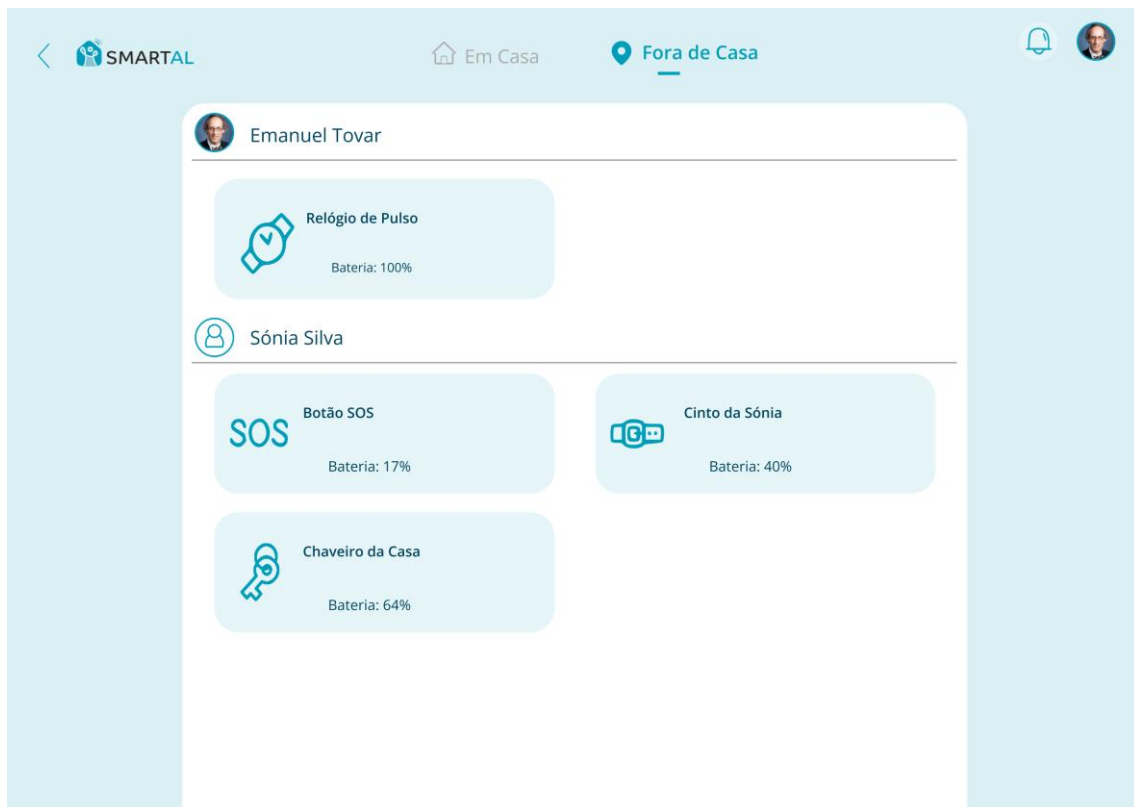 SMARTAL
Em Casa
Fora de Casa
Emanuel Tovar
Relógio de Pulso
Bateria: 100%
Sónia Silva
SOS
Botão SOS
Bateria: 17%
Cinto da Sónia
Bateria: 40%
Chaveiro da Casa
Bateria: 64%